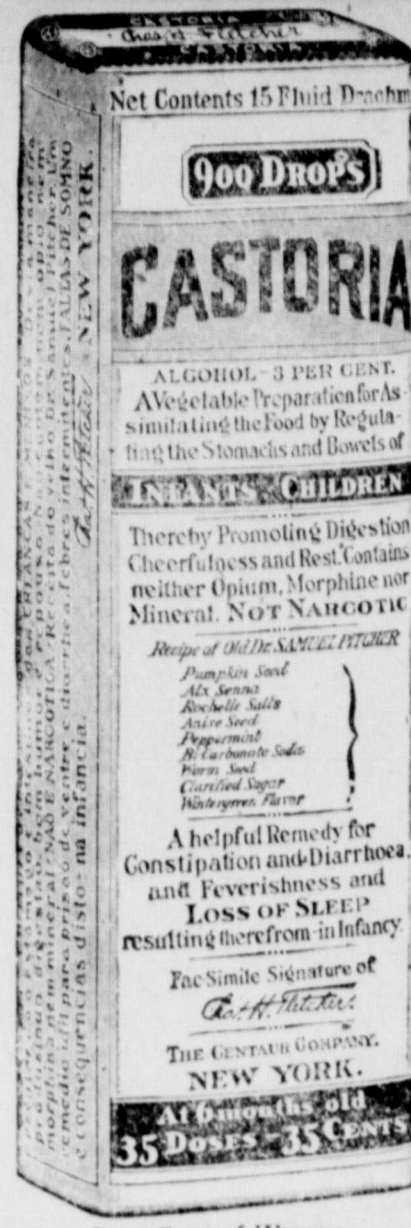 Chas H Fletcher
CASTORIA
Net Contents 15 Fluid Drachm
900 DROPS
CASTORIA
ALCOHOL-3 PER CENT.
A Vegetable Preparation for As-
similating the Food by Regula-
ting the Stomachs and Bowels of
INFANTS & CHILDREN
Thereby Promoting Digestion
Cheerfulness and Rest. Contains
neither Opium, Morphine nor
Mineral. NOT NARCOTIC
Recipe of Old Dr. SAMUEL PITCHER
Pumpkin Seed
Alx Senna
Rochelle Salts
Anise Seed
Peppermint
Bi Carbonate Soda
Worm Seed
Clarified Sugar
Wintergreen Flavor
A helpful Remedy for
Constipation and Diarrhoea.
and Feverishness and
LOSS OF SLEEP
resulting therefrom in Infancy.
Fac Simile Signature of
Chas. H. Fletcher.
THE CENTAUR COMPANY.
NEW YORK.
At 6 months old
35 DOSES - 35 CENTS
morphina nem mineral. NÃO E NARCOTICA. Receita do velho Dr. Samuel Pitcher. Um
remedio util para prisão de ventre e diarrhea febres intermitentes, FALLAS DE SOMNO
e consequencias disto na infancia. Chas. H. Fletcher NEW YORK.